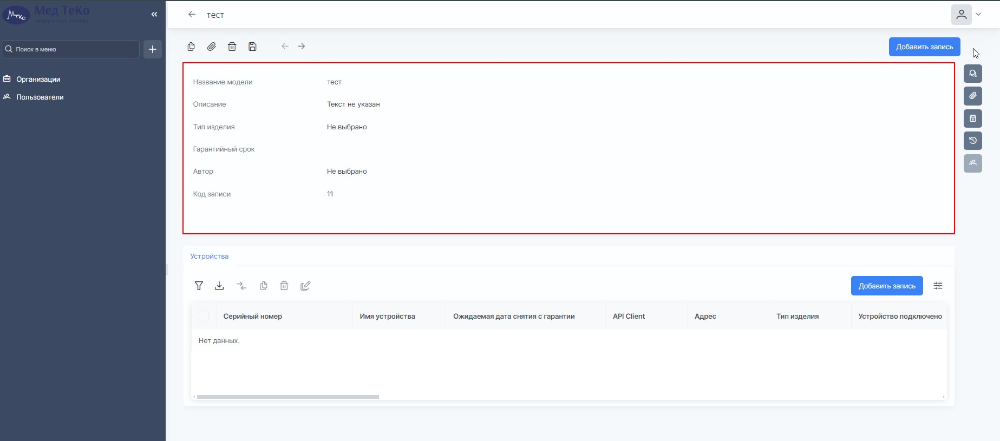 Мед ТеКо
тест
Поиск в меню
Добавить запись
Организации
Пользователи
Название модели тест
Описание Текст не указан
Тип изделия Не выбрано
Гарантийный срок
Автор Не выбрано
Код записи 11
Устройства
Добавить запись
Серийный номер Имя устройства Ожидаемая дата снятия с гарантии API Client Адрес Тип изделия Устройство подключено
Нет данных.